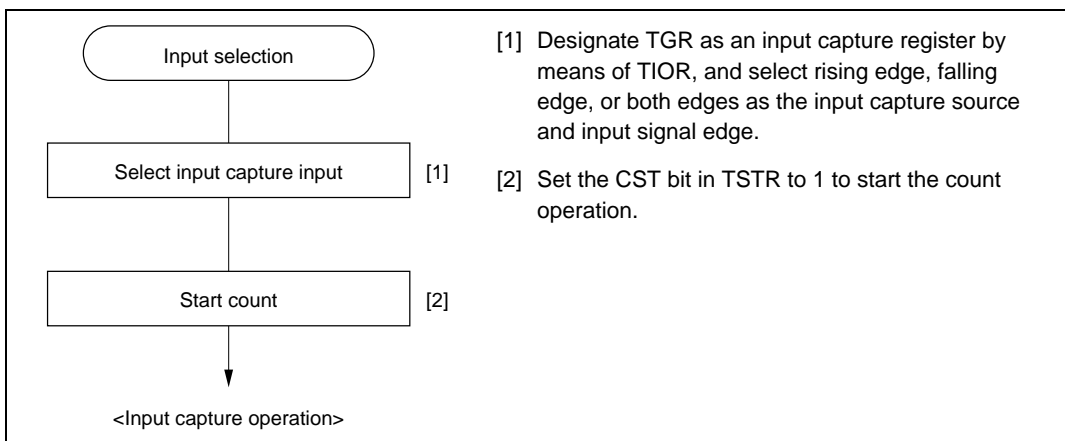 Input selection
Select input capture input
[1]
Start count
[2]
<Input capture operation>
[1] Designate TGR as an input capture register by
means of TIOR, and select rising edge, falling
edge, or both edges as the input capture source
and input signal edge.
[2] Set the CST bit in TSTR to 1 to start the count
operation.